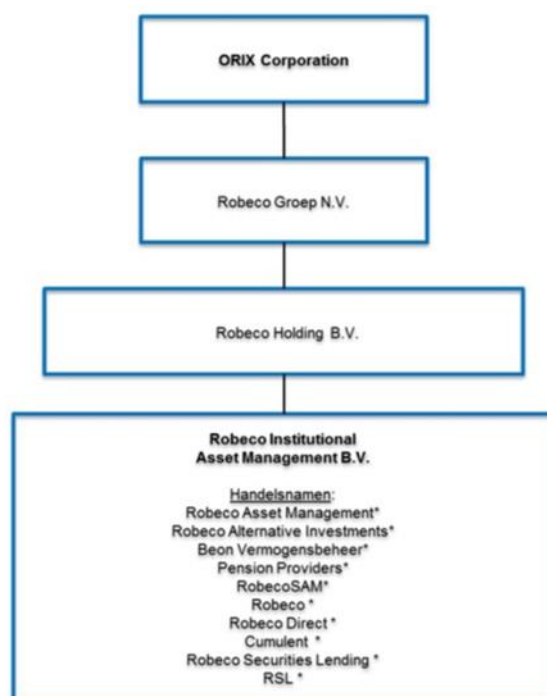 ORIX Corporation
Robeco Groep N.V.
Robeco Holding B.V.
Robeco Institutional
Asset Management B.V.
Handelsnamen:
Robeco Asset Management*
Robeco Alternative Investments*
Beon Vermogensbeheer*
Pension Providers*
RobecoSAM*
Robeco *
Robeco Direct *
Cumulent *
Robeco Securities Lending *
RSL *